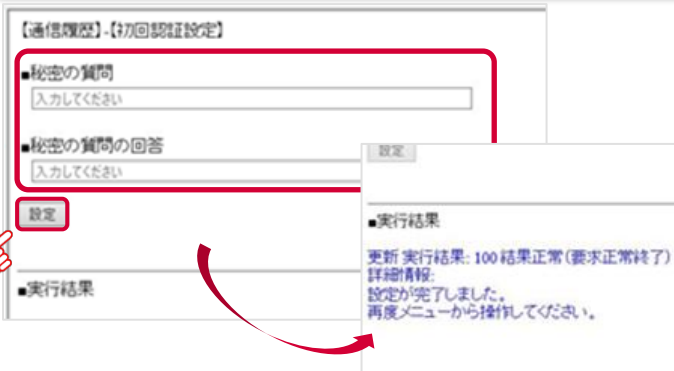 【通信履歴】-【初回認証設定】
■秘密の質問
入力してください
■秘密の質問の回答
入力してください
設定
■実行結果
設定
■実行結果
更新 実行結果: 100 結果正常(要求正常終了)
詳細情報:
設定が完了しました。
再度メニューから操作してください。